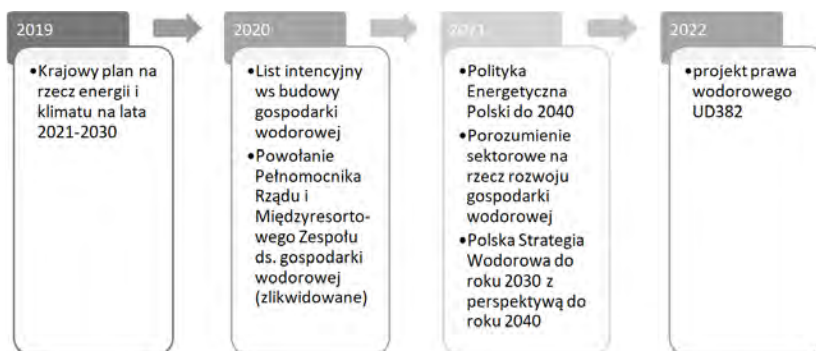 2019
•Krajowy plan na
rzecz energii i
klimatu na lata
2021-2030
2020
•List intencyjny
ws budowy
gospodarki
wodorowej
•Powołanie
Pełnomocnika
Rządu i
Międzyresorto-
wego Zespołu
ds. gospodarki
wodorowej
(zlikwidowane)
2021
•Polityka
Energetyczna
Polski do 2040
•Porozumienie
sektorowe na
rzecz rozwoju
gospodarki
wodorowej
•Polska Strategia
Wodorowa do
roku 2030 z
perspektywą do
roku 2040
2022
•projekt prawa
wodorowego
UD382